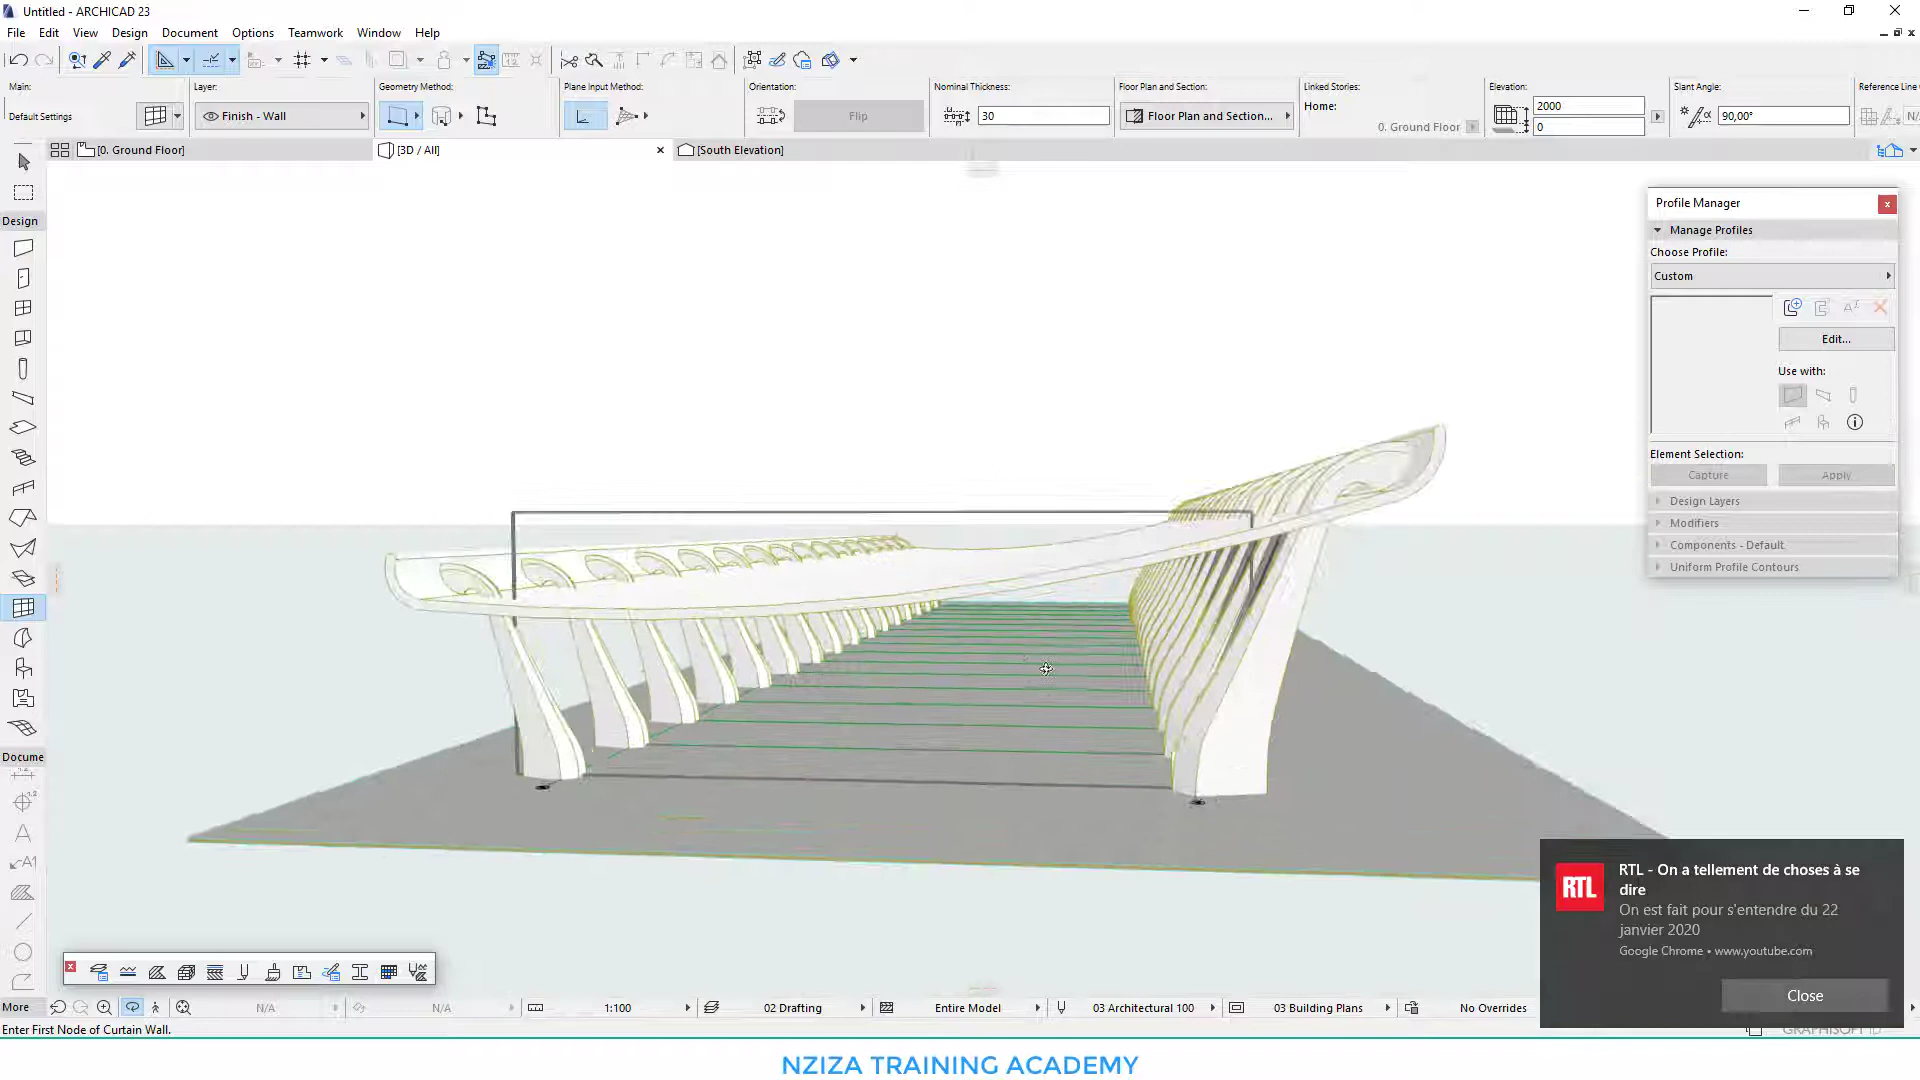 Untitled - ARCHICAD 23
File Edit View Design Document Options Teamwork Window Help
Main: Layer: Geometry Method: Plane Input Method: Orientation: Nominal Thickness: Floor Plan and Section: Linked Stories: Elevation: Slant Angle: Reference Line
Default Settings Finish - Wall Flip 30 Floor Plan and Section... Home: 2000 90,00°
0. Ground Floor 0
[0. Ground Floor] [3D / All] [South Elevation]
Profile Manager
Design
Manage Profiles
Choose Profile:
Custom
Edit...
Use with:
Element Selection:
Capture Apply
Design Layers
Modifiers
Components - Default
Uniform Profile Contours
Docume
RTL
RTL - On a tellement de choses à se
dire
On est fait pour s'entendre du 22
janvier 2020
Google Chrome • www.youtube.com
Close
More N/A N/A 1:100 02 Drafting Entire Model 03 Architectural 100 03 Building Plans No Overrides
Enter First Node of Curtain Wall.
NZIZA TRAINING ACADEMY